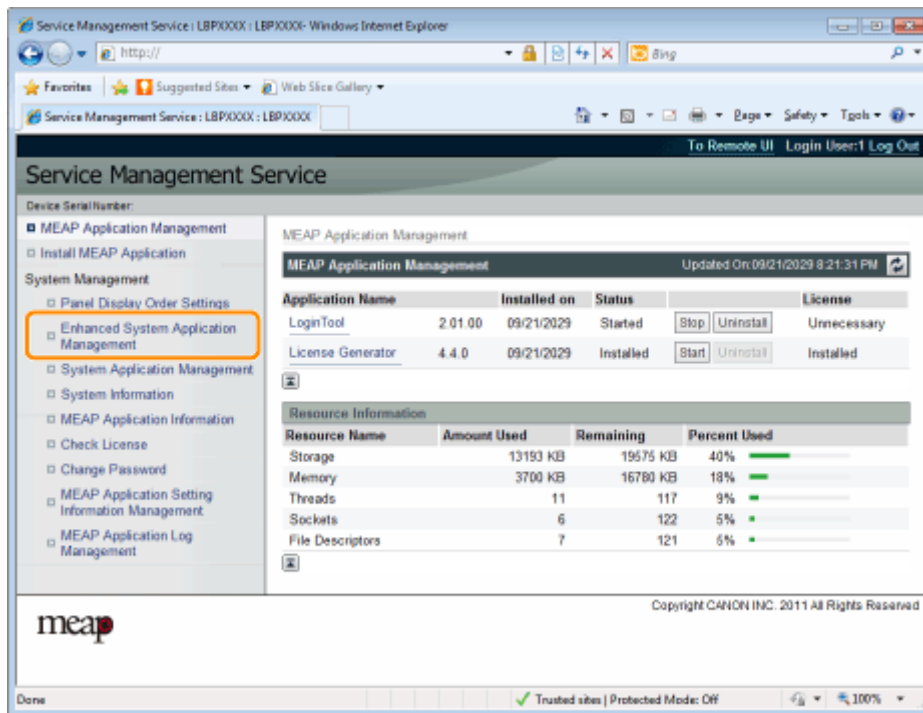 Service Management Service : LBPXXXX : LBPXXXX- Windows Internet Explorer
http://
Bing
Favorites Suggested Sites Web Slice Gallery
Service Management Service : LBPXXXX : LBPXXXX
Page Safety Tools
To Remote UI Login User:1 Log Out
Service Management Service
Device Serial Number:
MEAP Application Management
Install MEAP Application
System Management
Panel Display Order Settings
Enhanced System Application
Management
System Application Management
System Information
MEAP Application Information
Check License
Change Password
MEAP Application Setting
Information Management
MEAP Application Log
Management
MEAP Application Management
MEAP Application Management Updated On:09/21/2029 8:21:31 PM
Application Name Installed on Status License
LoginTool 2.01.00 09/21/2029 Started Stop Uninstall Unnecessary
License Generator 4.4.0 09/21/2029 Installed Start Uninstall Installed
Resource Information
Resource Name Amount Used Remaining Percent Used
Storage 13193 KB 19575 KB 40%
Memory 3700 KB 16780 KB 18%
Threads 11 117 9%
Sockets 6 122 5%
File Descriptors 7 121 6%
Copyright CANON INC. 2011 All Rights Reserved
meap
Done Trusted sites | Protected Mode: Off 100%